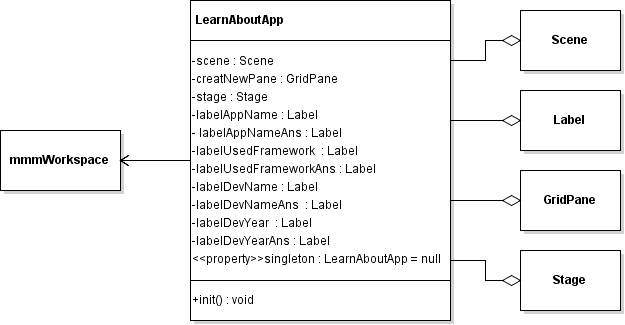 LearnAboutApp
-scene : Scene
-creatNewPane : GridPane
-stage : Stage
-labelAppName : Label
- labelAppNameAns : Label
-labelUsedFramework : Label
-labelUsedFrameworkAns : Label
-labelDevName : Label
-labelDevNameAns : Label
-labelDevYear : Label
-labelDevYearAns : Label
<<property>>singleton : LearnAboutApp = null
+init() : void
mmmWorkspace
Scene
Label
GridPane
Stage